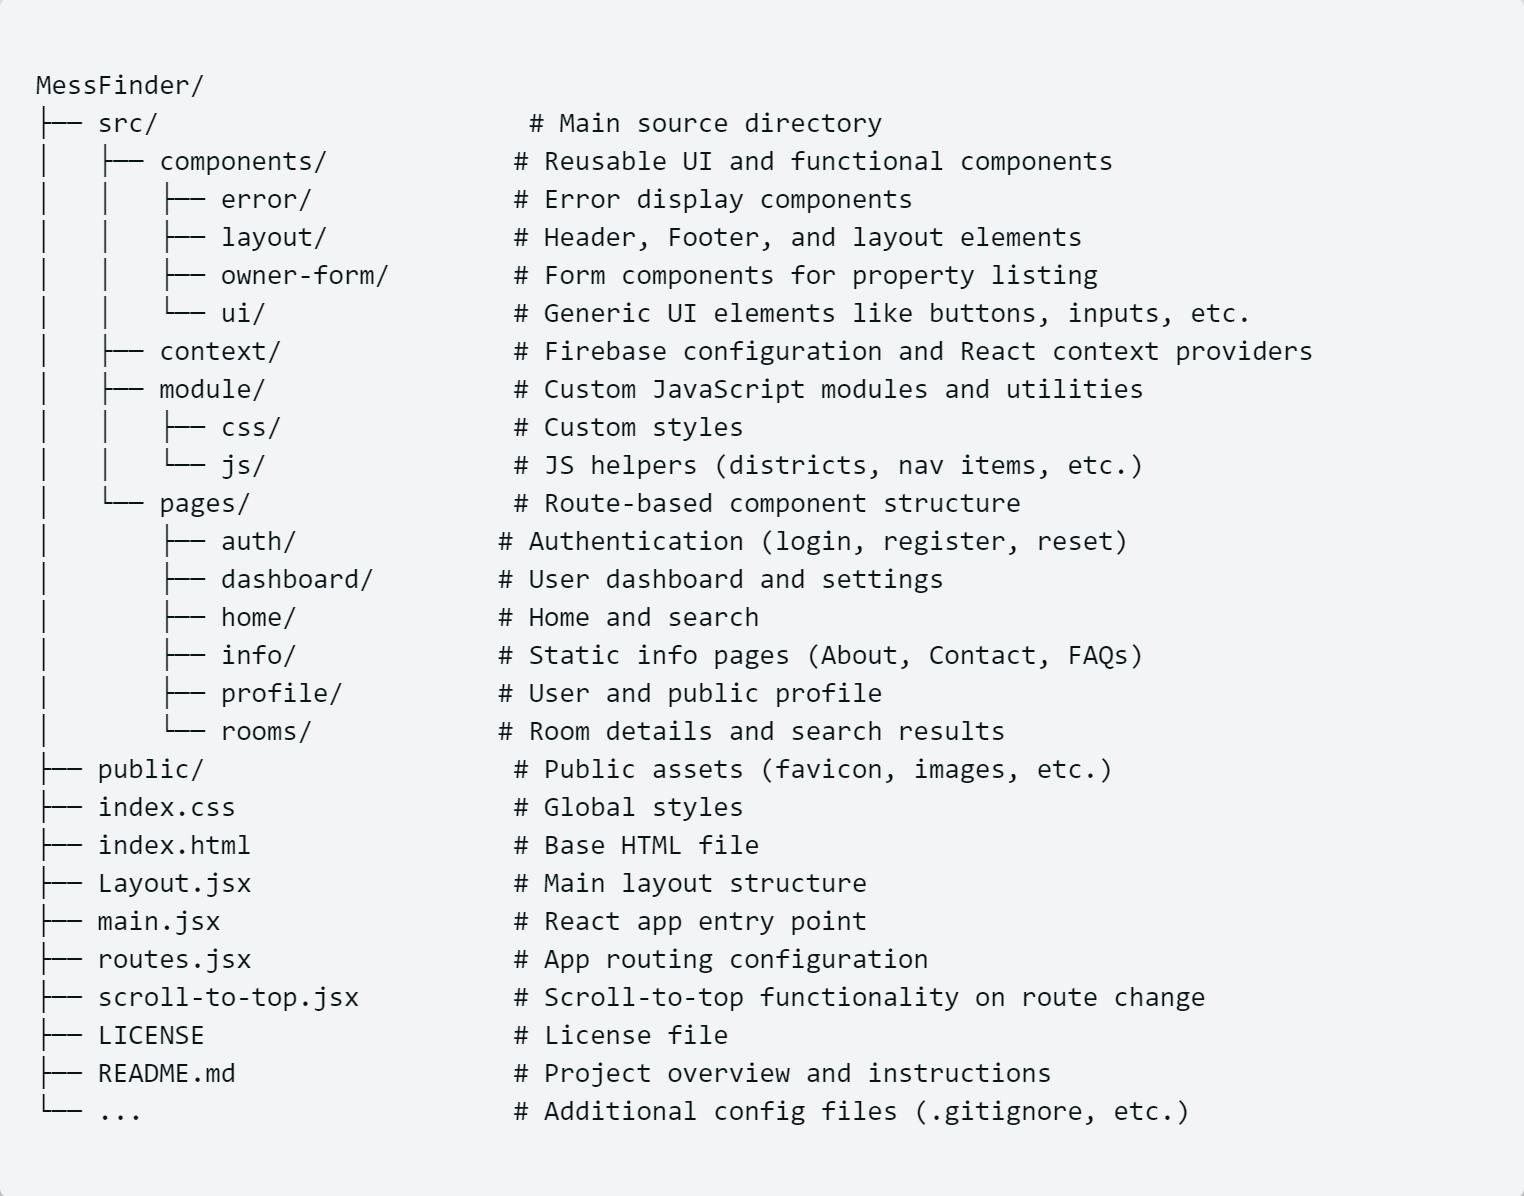 MessFinder/
├── src/                            # Main source directory
│   ├── components/            # Reusable UI and functional components
│   │   ├── error/             # Error display components
│   │   ├── layout/            # Header, Footer, and layout elements
│   │   ├── owner-form/        # Form components for property listing
│   │   └── ui/                # Generic UI elements like buttons, inputs, etc.
│   ├── context/               # Firebase configuration and React context providers
│   ├── module/                # Custom JavaScript modules and utilities
│   │   ├── css/               # Custom styles
│   │   └── js/                # JS helpers (districts, nav items, etc.)
│   └── pages/                 # Route-based component structure
│       ├── auth/             # Authentication (login, register, reset)
│       ├── dashboard/        # User dashboard and settings
│       ├── home/             # Home and search
│       ├── info/             # Static info pages (About, Contact, FAQs)
│       ├── profile/          # User and public profile
│       └── rooms/            # Room details and search results
├── public/                    # Public assets (favicon, images, etc.)
├── index.css                  # Global styles
├── index.html                 # Base HTML file
├── Layout.jsx                 # Main layout structure
├── main.jsx                   # React app entry point
├── routes.jsx                 # App routing configuration
├── scroll-to-top.jsx          # Scroll-to-top functionality on route change
├── LICENSE                    # License file
├── README.md                  # Project overview and instructions
└── ...                        # Additional config files (.gitignore, etc.)